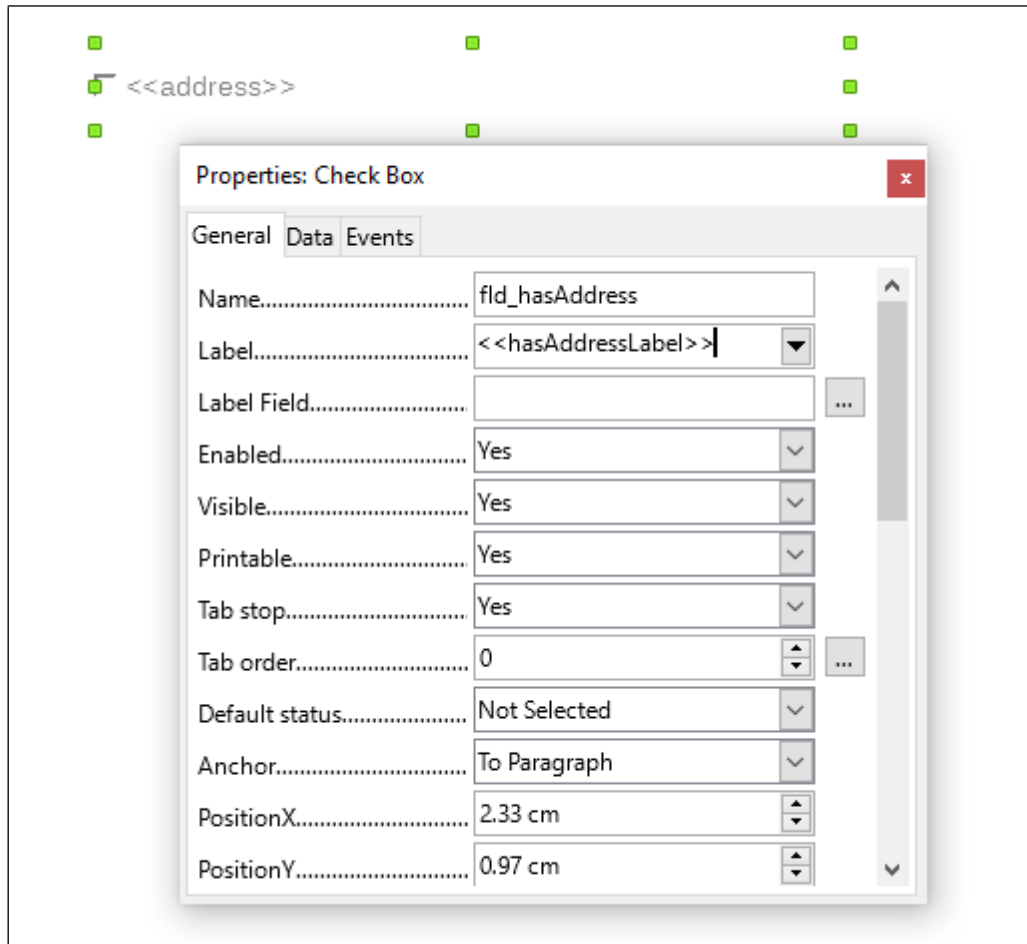 <<address>>
Properties: Check Box
x
General Data Events
Name.................................. fld_hasAddress
Label................................... <<hasAddressLabel>>
Label Field.......................... ...
Enabled.............................. Yes
Visible................................. Yes
Printable............................. Yes
Tab stop.............................. Yes
Tab order............................ 0 ...
Default status..................... Not Selected
Anchor................................ To Paragraph
PositionX............................. 2.33 cm
PositionY............................. 0.97 cm